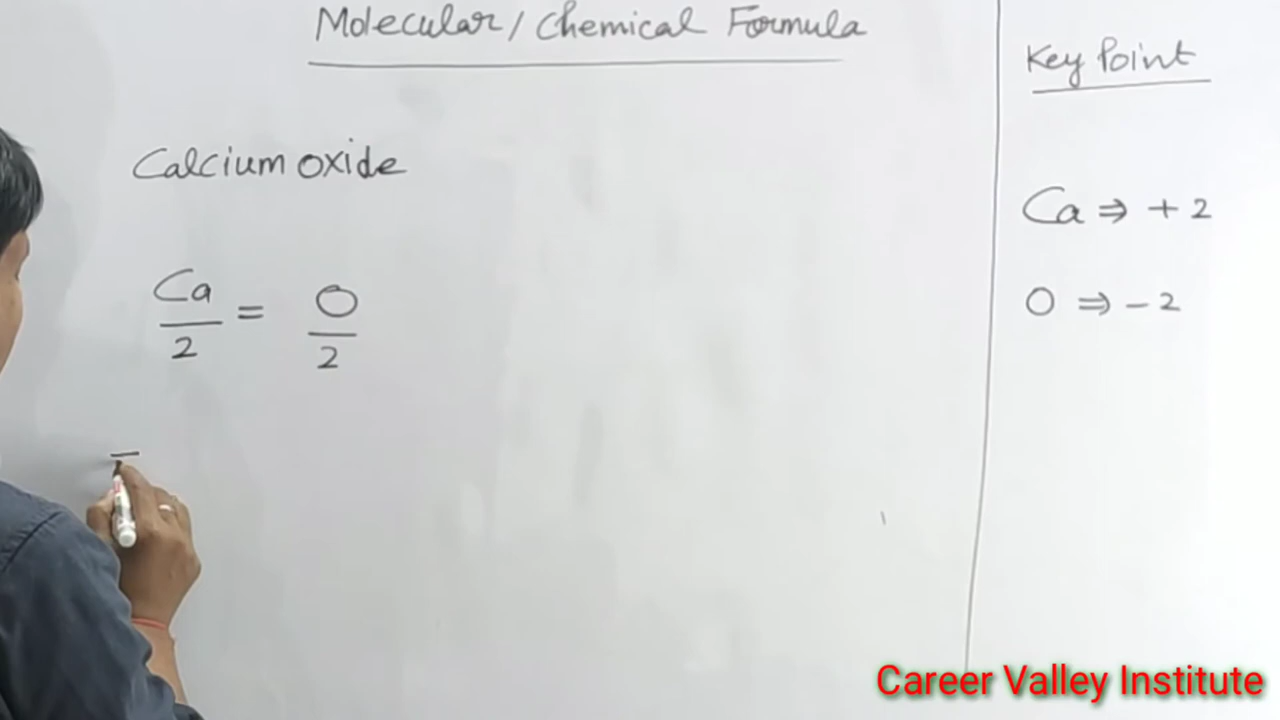 Molecular / Chemical Formula
Key Point
Calcium oxide
Ca ⇒ + 2
O ⇒ - 2
Ca/2 = O/2
Career Valley Institute